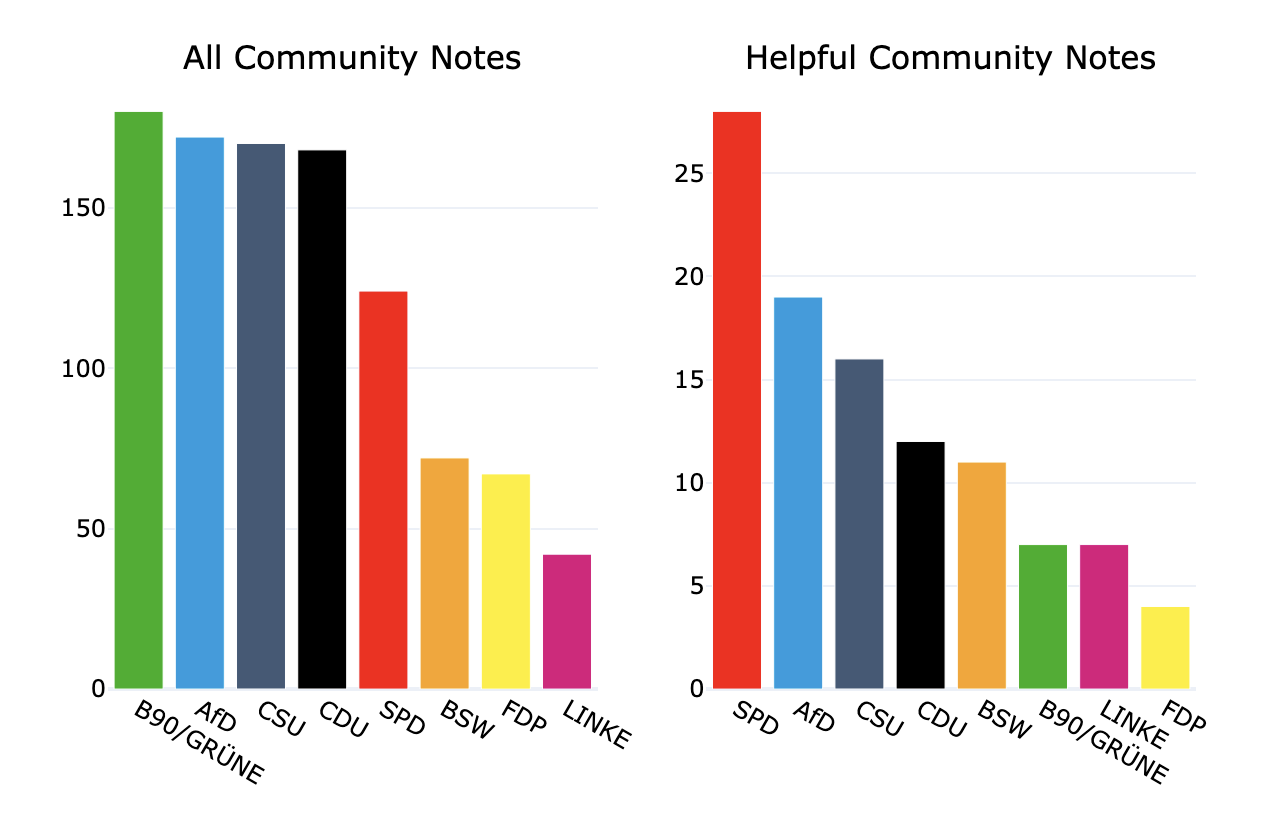 All Community Notes
150
100
50
0
B90/GRÜNE
AfD
CSU
CDU
SPD
BSW
FDP
LINKE
Helpful Community Notes
25
20
15
10
5
0
SPD
AfD
CSU
CDU
BSW
B90/GRÜNE
LINKE
FDP